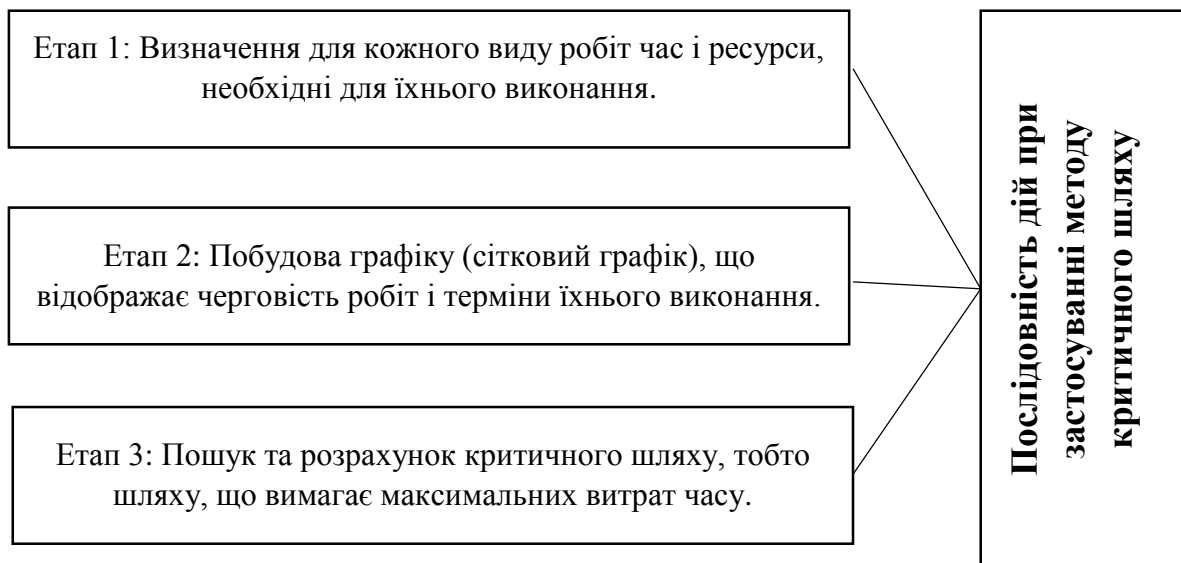 Етап 1: Визначення для кожного виду робіт час і ресурси,
необхідні для їхнього виконання.
Етап 2: Побудова графіку (сітковий графік), що
відображає черговість робіт і терміни їхнього виконання.
Етап 3: Пошук та розрахунок критичного шляху, тобто
шляху, що вимагає максимальних витрат часу.
Послідовність дій при
застосуванні методу
критичного шляху